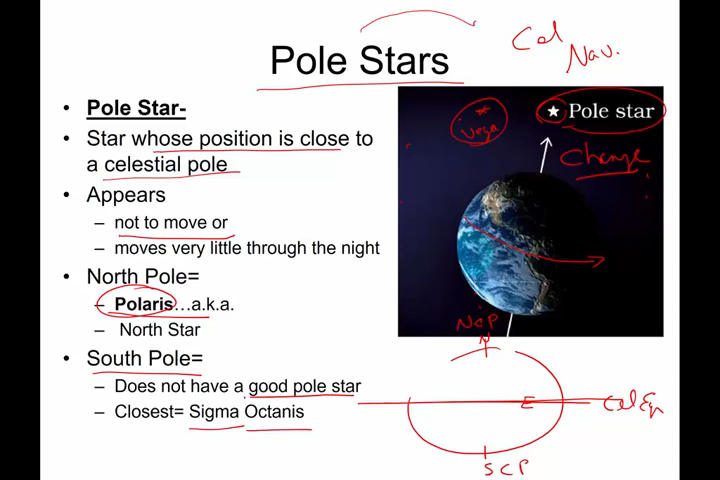 Cel
Nav.
Pole Stars
• Pole Star-
• Star whose position is close to
a celestial pole
• Appears
– not to move or
– moves very little through the night
• North Pole=
– Polaris…a.k.a.
– North Star
• South Pole=
– Does not have a good pole star
– Closest= Sigma Octanis
Pole star
Vega
Change
NCP
N
E
Cel Eq
SCP